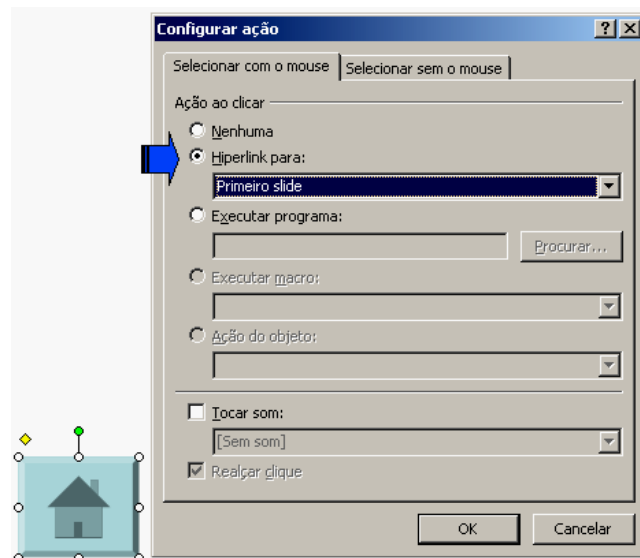 Configurar ação
Selecionar com o mouse
Selecionar sem o mouse
Ação ao clicar
Nenhuma
Hiperlink para:
Primeiro slide
Executar programa:
Procurar...
Executar macro:
Ação do objeto:
Tocar som:
[Sem som]
Realçar clique
OK
Cancelar